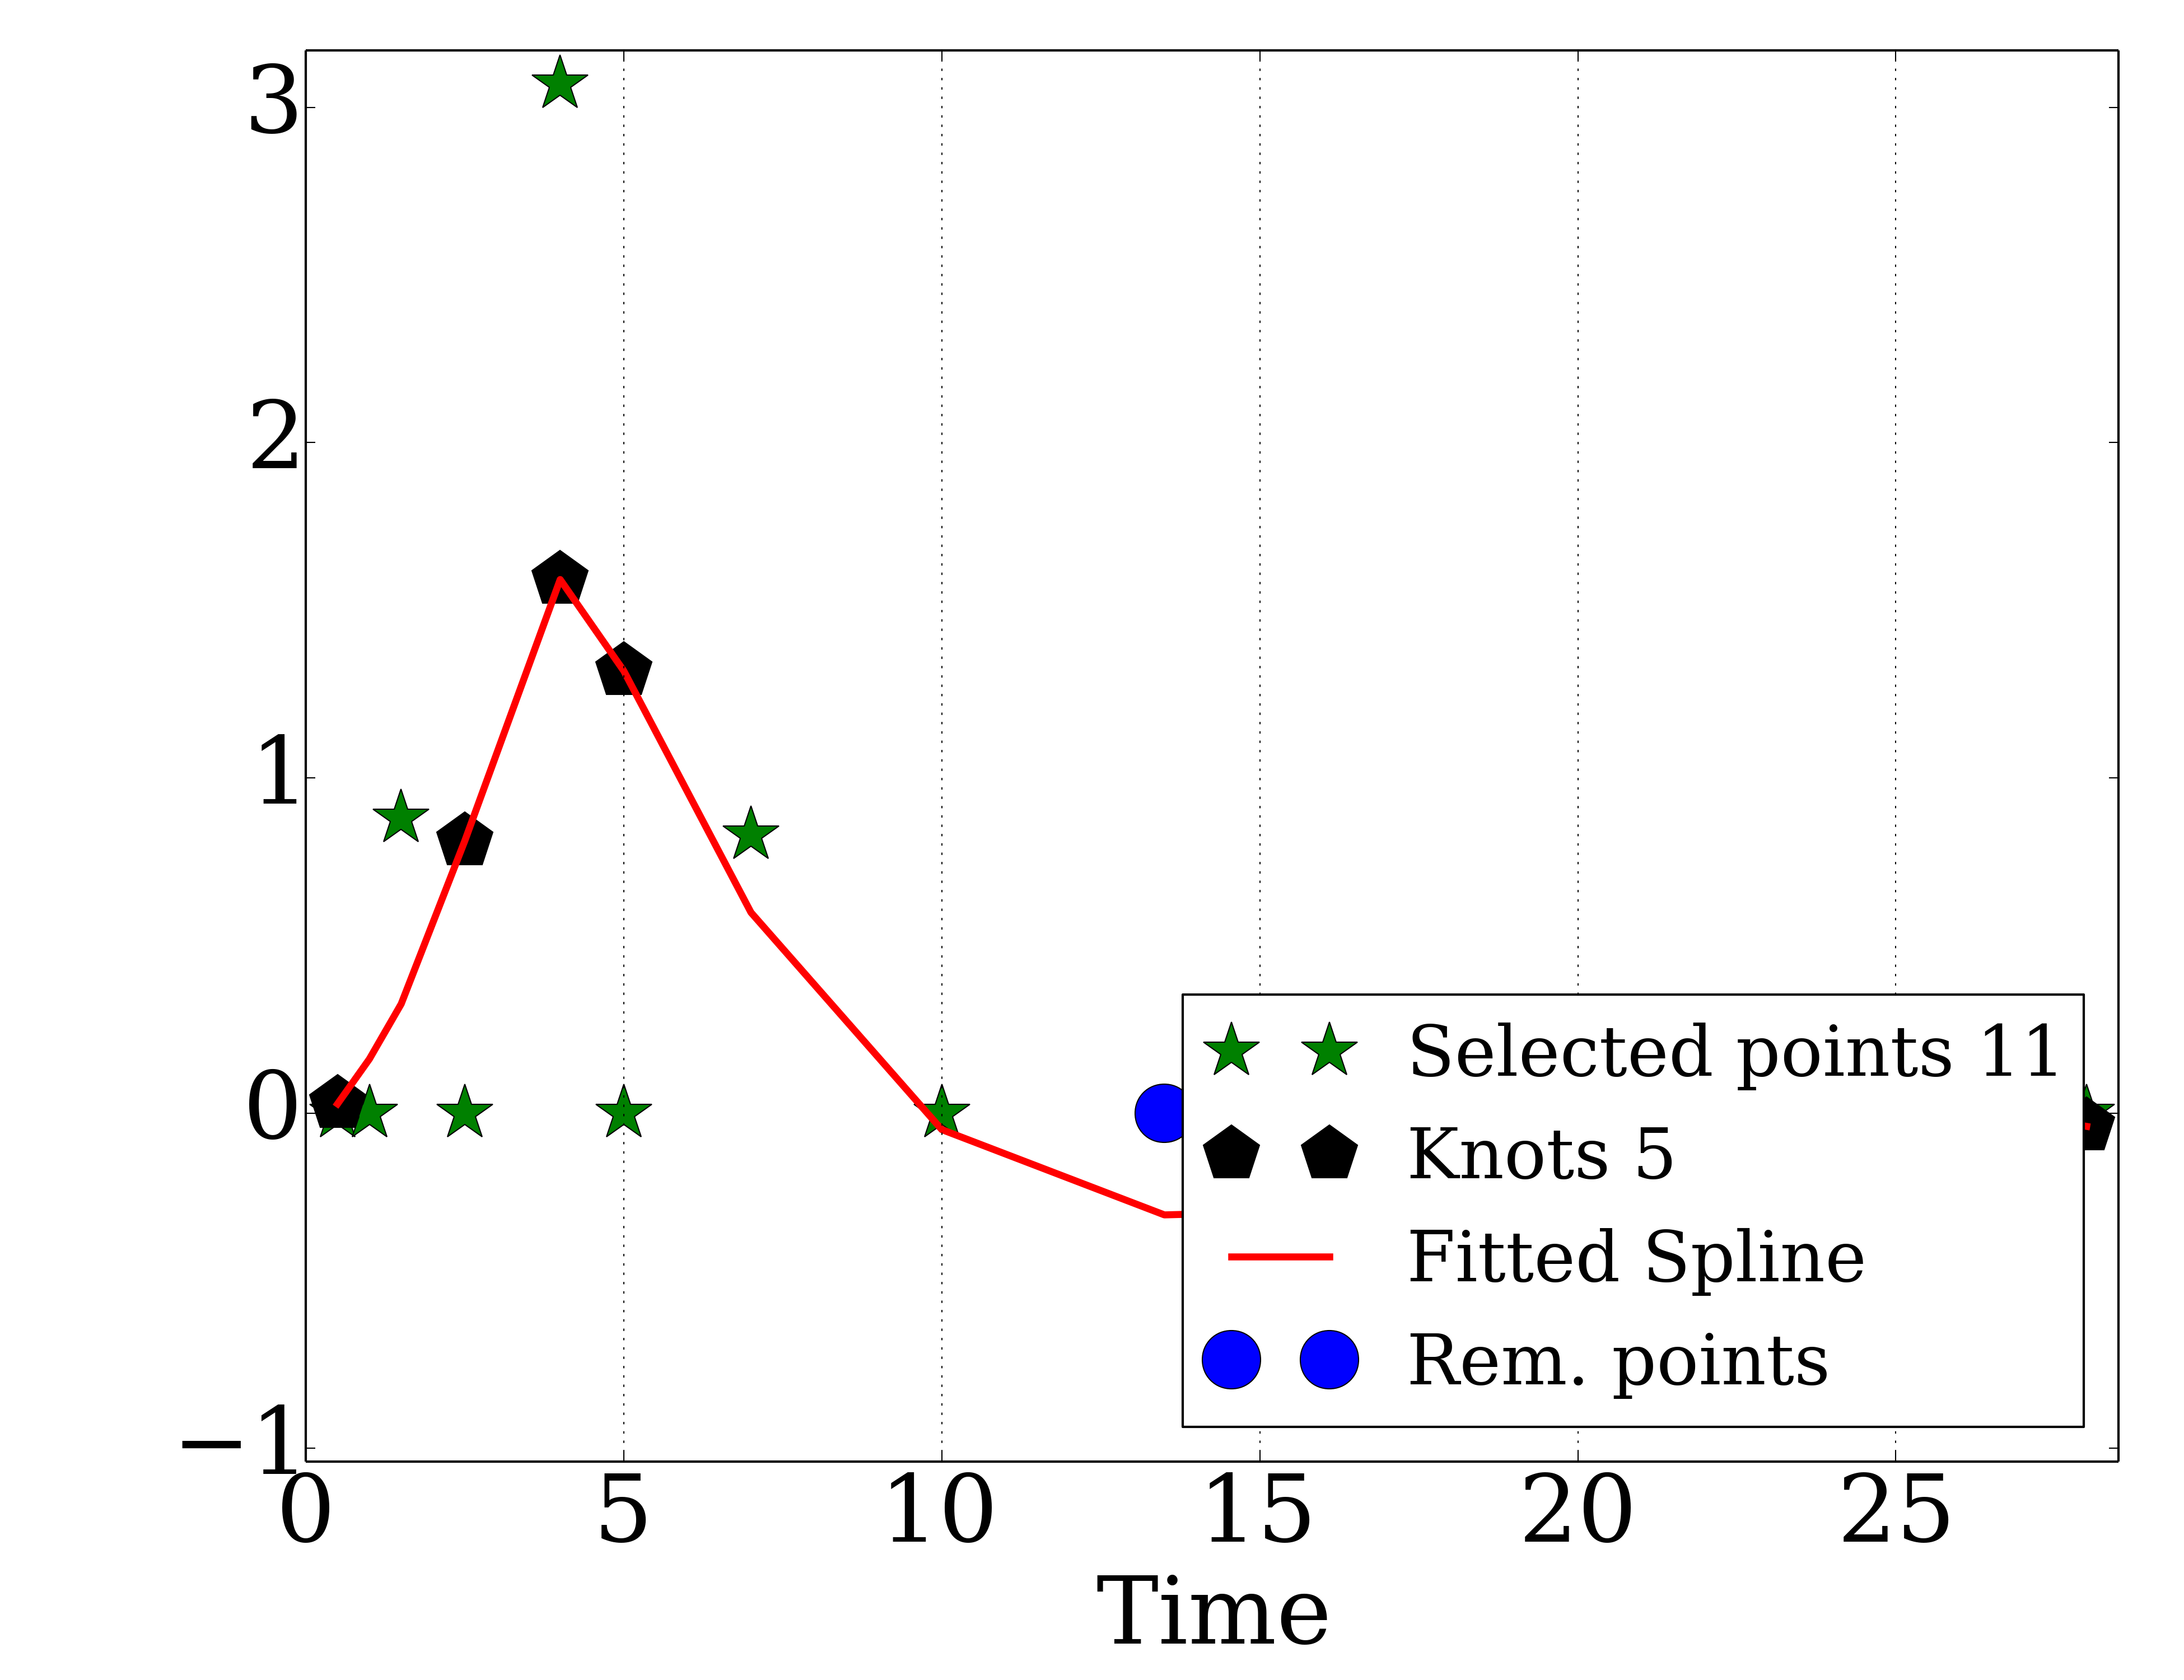 3
2
1
0
−1
0 5 10 15 20 25
Time
Selected points 11
Knots 5
Fitted Spline
Rem. points